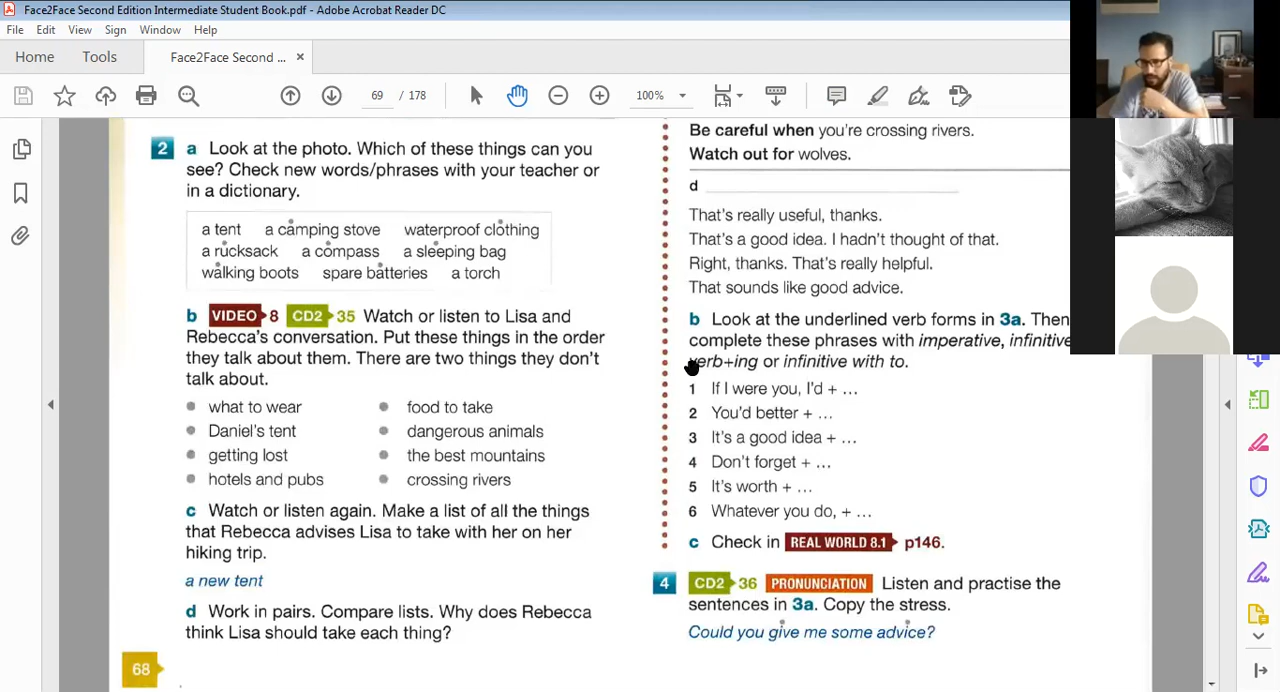 Face2Face Second Edition Intermediate Student Book.pdf - Adobe Acrobat Reader DC
File Edit View Sign Window Help
Home Tools Face2Face Second ... ×
69 / 178 100%
2 a Look at the photo. Which of these things can you
see? Check new words/phrases with your teacher or
in a dictionary.
a tent a camping stove waterproof clothing
a rucksack a compass a sleeping bag
walking boots spare batteries a torch
b VIDEO 8 CD2 35 Watch or listen to Lisa and
Rebecca's conversation. Put these things in the order
they talk about them. There are two things they don't
talk about.
• what to wear • food to take
• Daniel's tent • dangerous animals
• getting lost • the best mountains
• hotels and pubs • crossing rivers
c Watch or listen again. Make a list of all the things
that Rebecca advises Lisa to take with her on her
hiking trip.
a new tent
d Work in pairs. Compare lists. Why does Rebecca
think Lisa should take each thing?
68
Be careful when you're crossing rivers.
Watch out for wolves.
d
That's really useful, thanks.
That's a good idea. I hadn't thought of that.
Right, thanks. That's really helpful.
That sounds like good advice.
b Look at the underlined verb forms in 3a. Then
complete these phrases with imperative, infinitive
verb+ing or infinitive with to.
1 If I were you, I'd + ...
2 You'd better + ...
3 It's a good idea + ...
4 Don't forget + ...
5 It's worth + ...
6 Whatever you do, + ...
c Check in REAL WORLD 8.1 p146.
4 CD2 36 PRONUNCIATION Listen and practise the
sentences in 3a. Copy the stress.
Could you give me some advice?